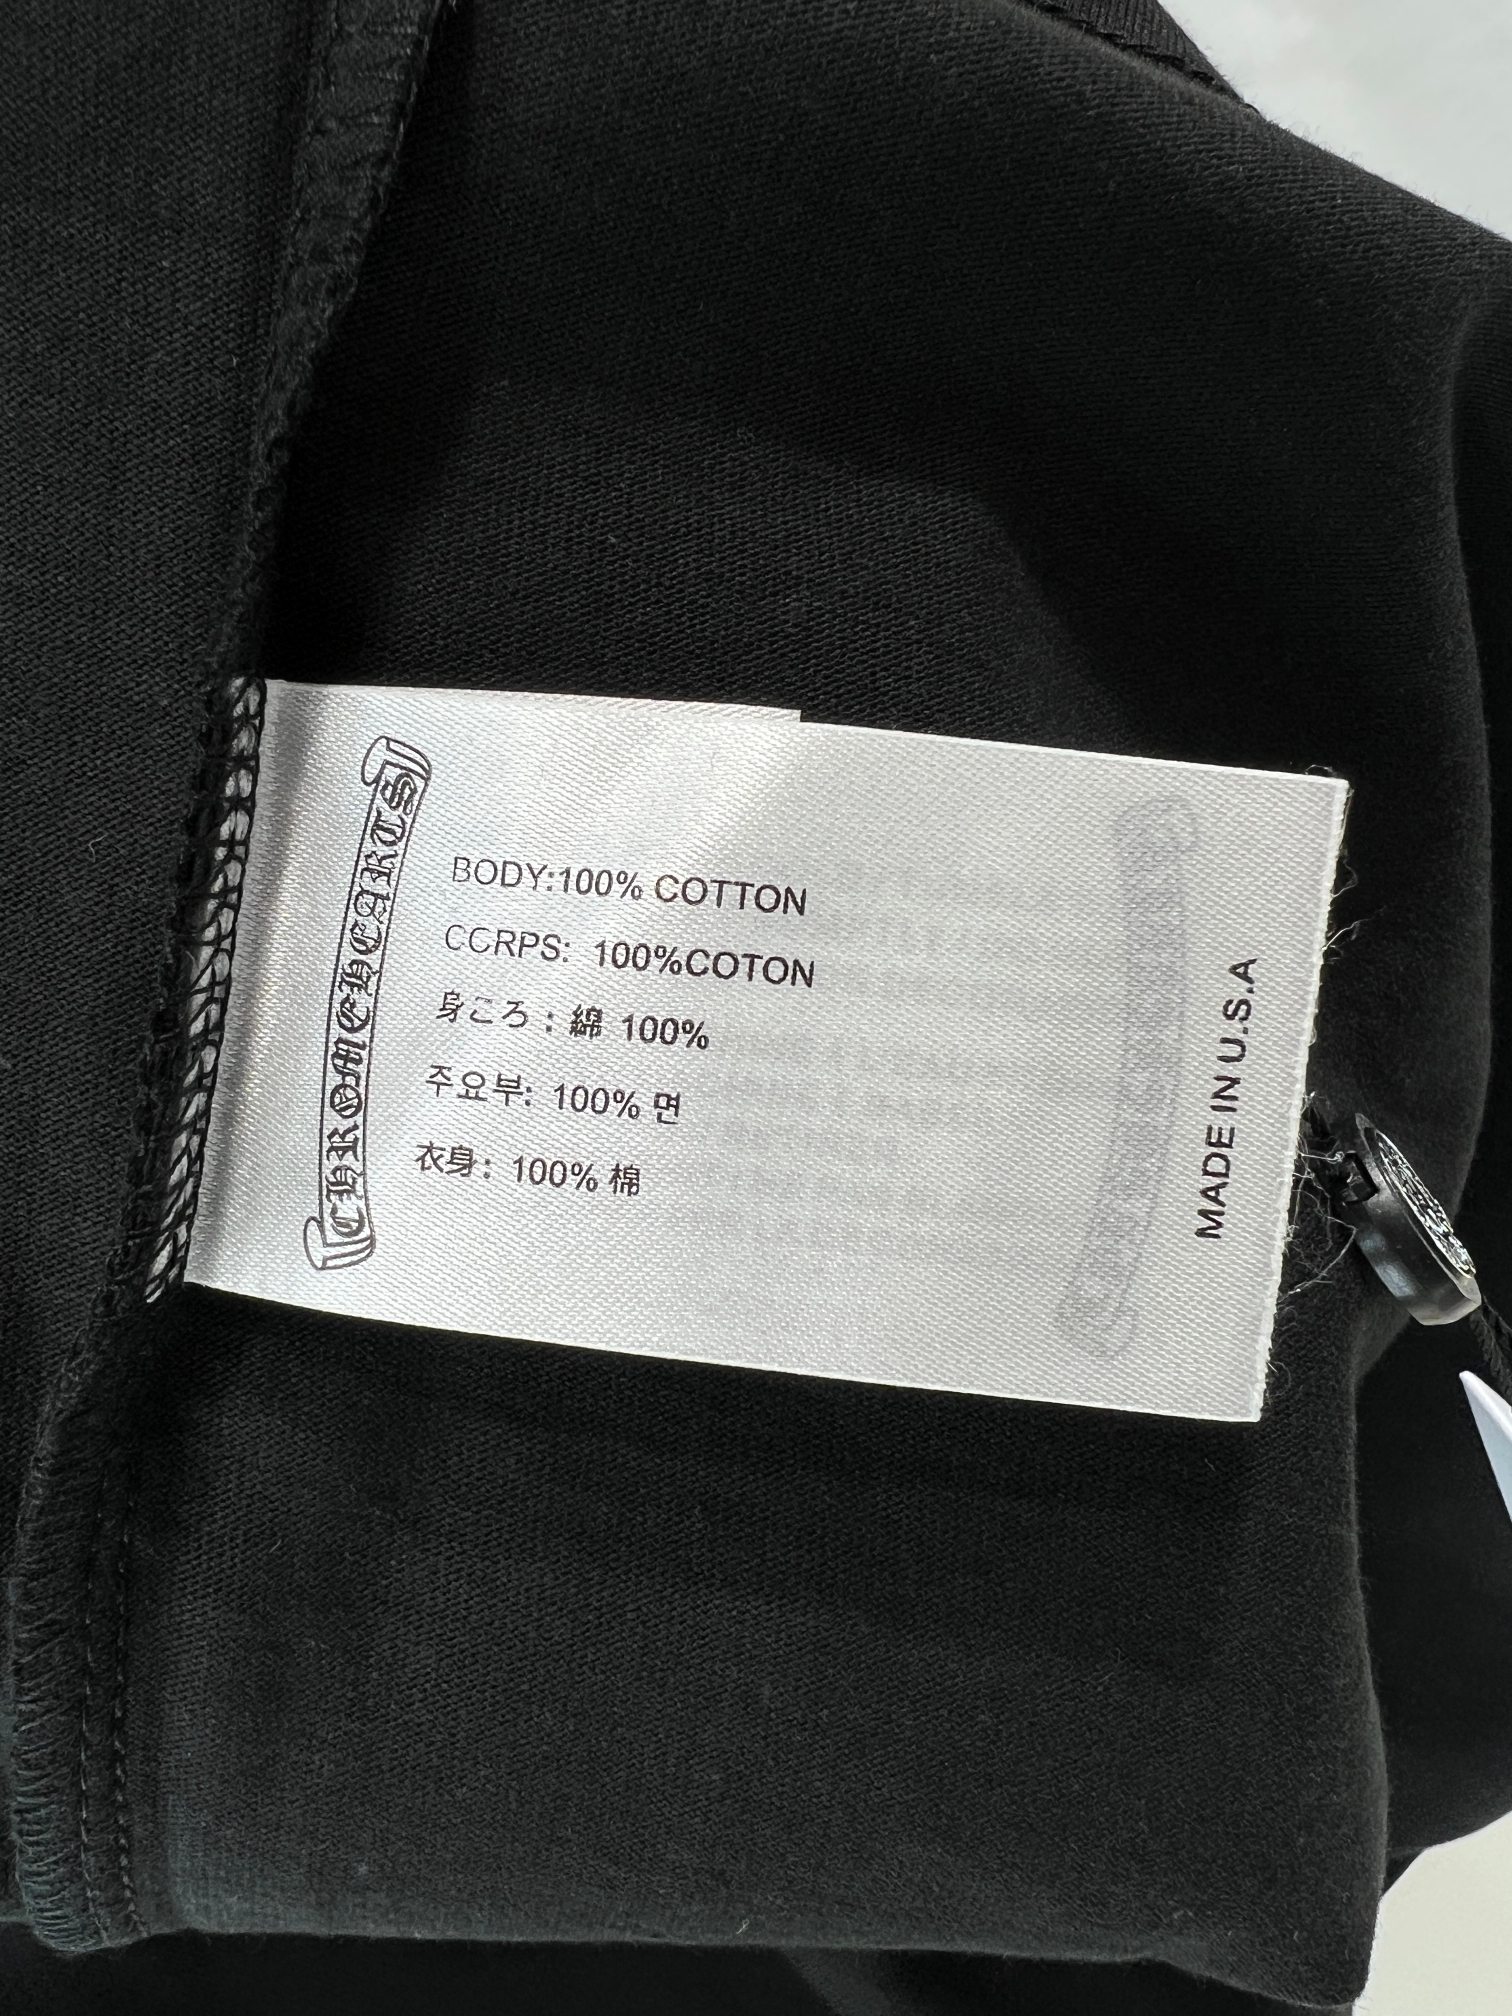 CHROME HEARTS
BODY:100% COTTON
CCRPS: 100%COTON
身ころ : 綿 100%
주요부: 100% 면
衣身: 100% 棉
MADE IN U.S.A